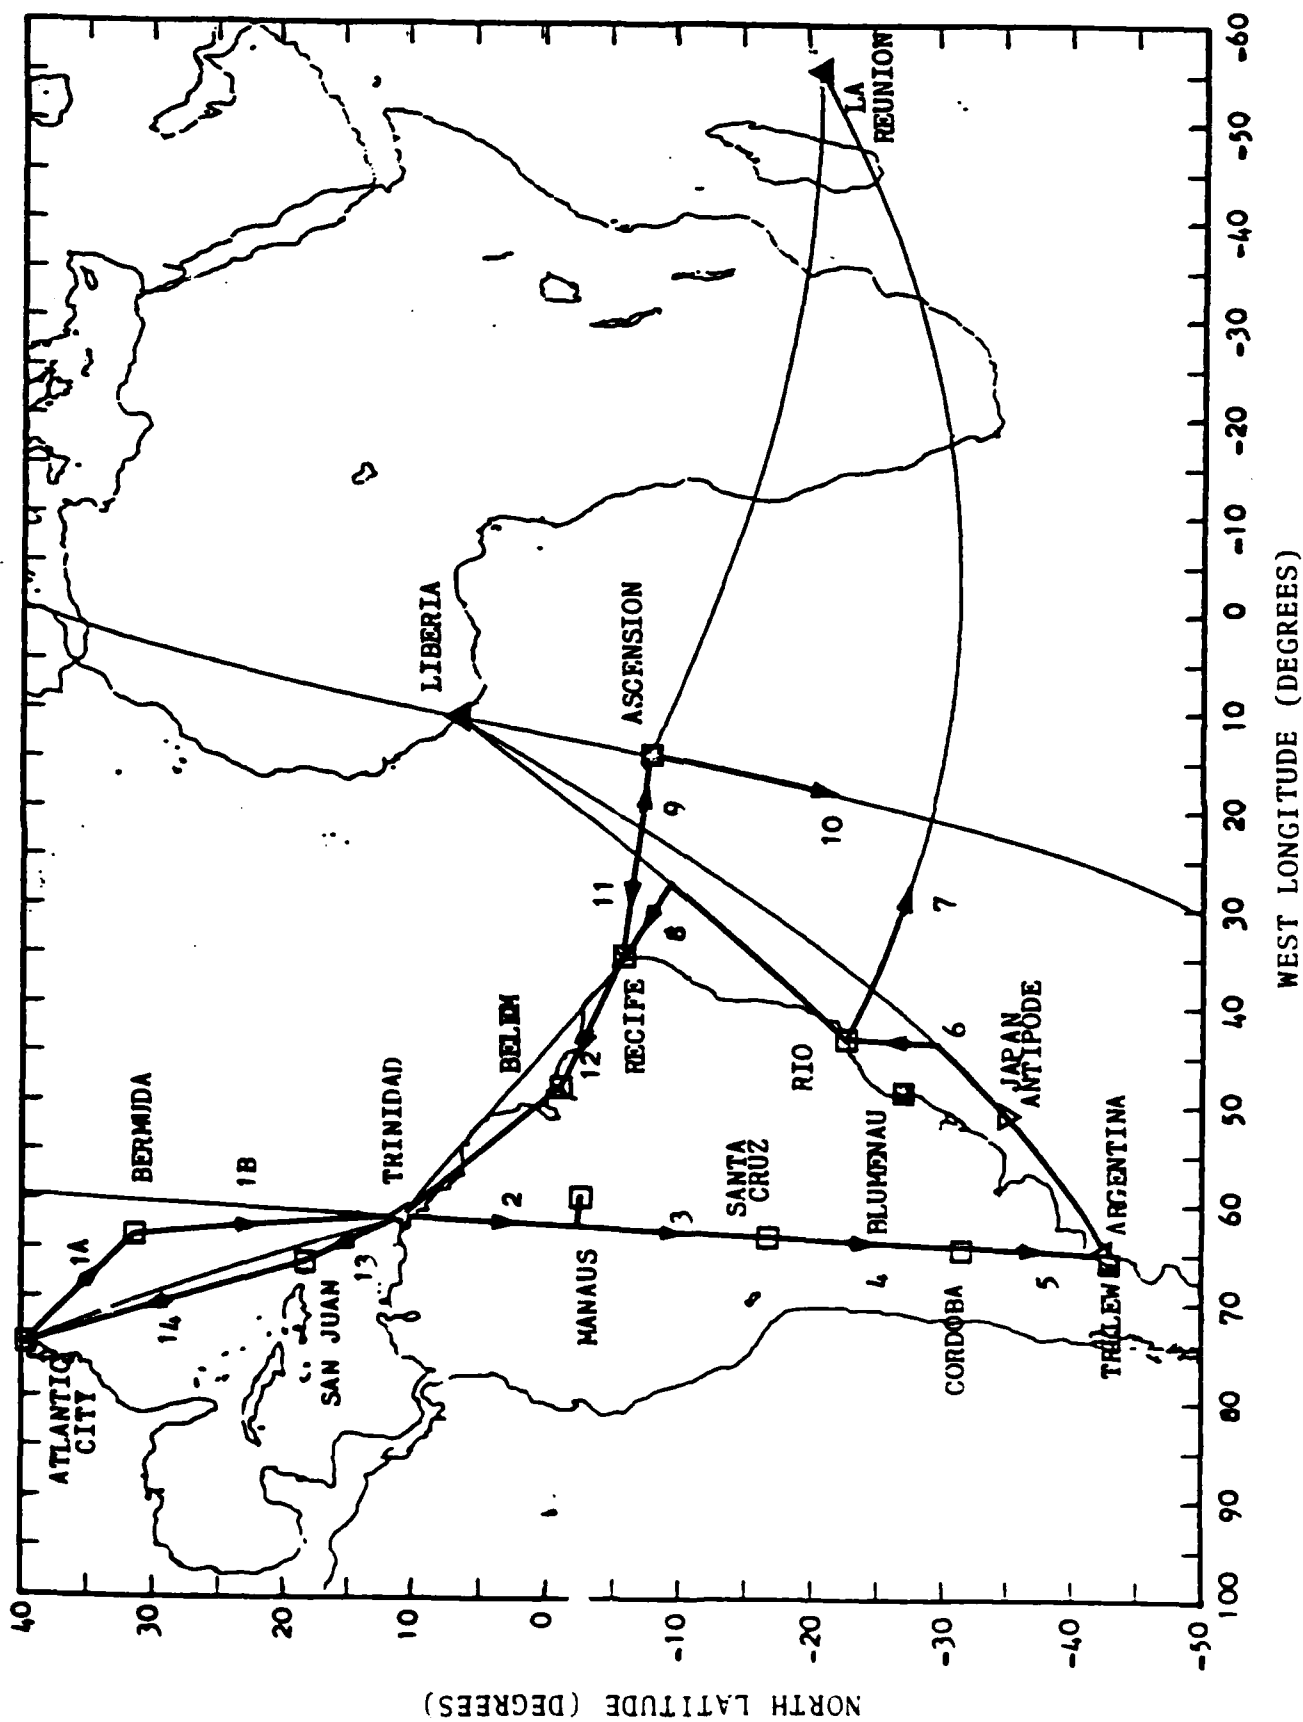 NORTH LATITUDE (DEGREES)
40
30
20
10
0
-10
-20
-30
-40
-50
100
90
80
70
60
50
40
30
20
10
0
-10
-20
-30
-40
-50
-60
WEST LONGITUDE (DEGREES)
ATLANTIC
CITY
1A
BERMUDA
1B
14
SAN JUAN
13
TRINIDAD
2
MANAUS
3
SANTA
CRUZ
4
BLUMENAU
CORDOBA
5
TRELEW
ARGENTINA
JAPAN
ANTIPODE
6
RIO
7
8
RECIFE
12
BELEM
11
9
ASCENSION
10
LIBERIA
LA
REUNION